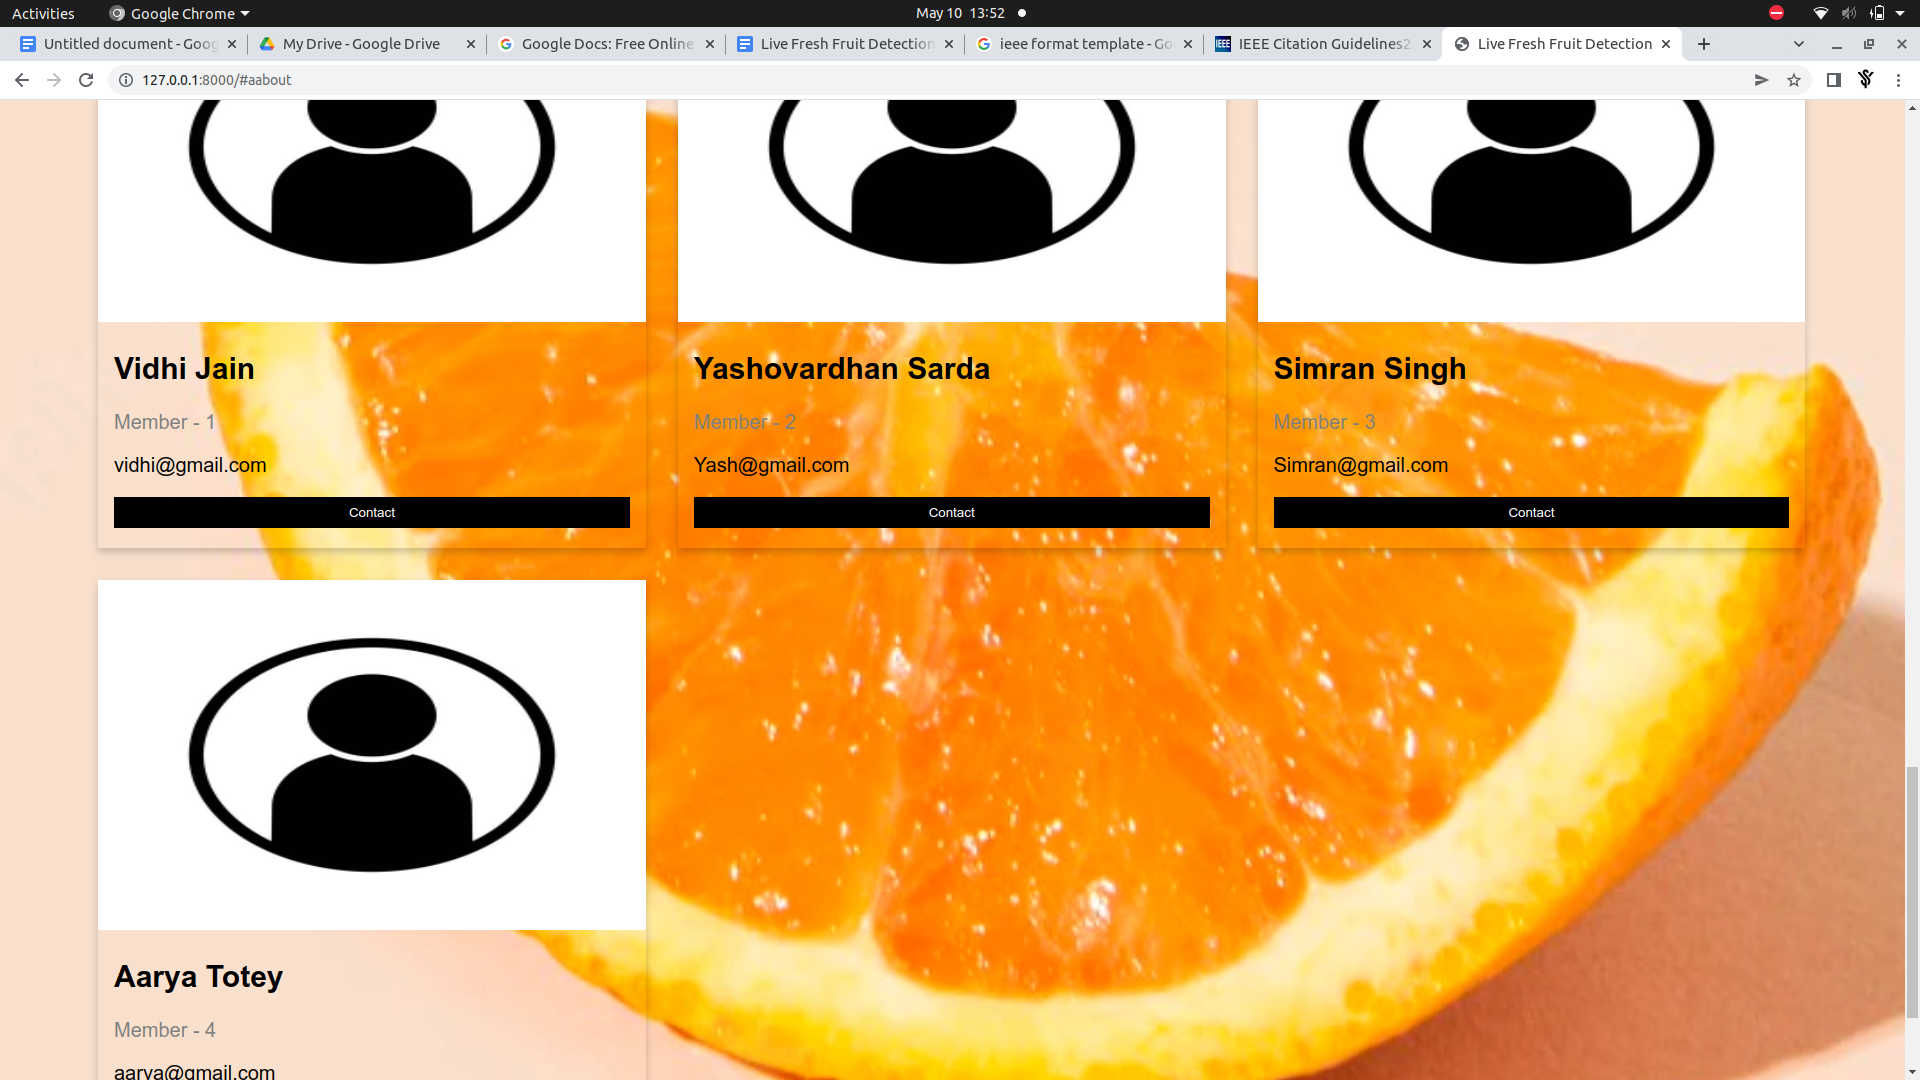 Activities Google Chrome May 10 13:52
Untitled document - Goog My Drive - Google Drive Google Docs: Free Online Live Fresh Fruit Detection ieee format template - Go IEEE Citation Guidelines2 Live Fresh Fruit Detection
127.0.0.1:8000/#aabout
Vidhi Jain
Member - 1
vidhi@gmail.com
Contact
Yashovardhan Sarda
Member - 2
Yash@gmail.com
Contact
Simran Singh
Member - 3
Simran@gmail.com
Contact
Aarya Totey
Member - 4
aarya@gmail.com